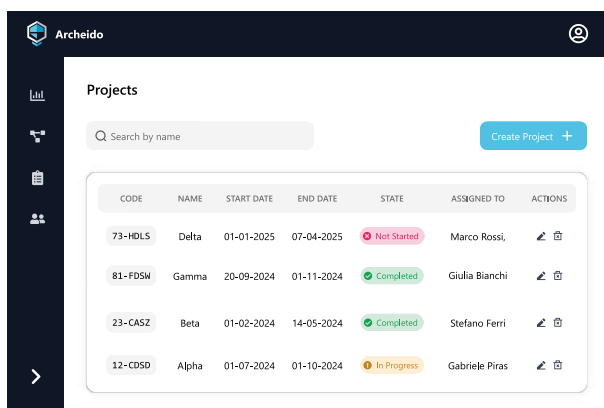 Archeido
Projects
Search by name
Create Project +
CODE NAME START DATE END DATE STATE ASSIGNED TO ACTIONS
73-HDLS Delta 01-01-2025 07-04-2025 Not Started Marco Rossi,
81-FDSW Gamma 20-09-2024 01-11-2024 Completed Giulia Bianchi
23-CASZ Beta 01-02-2024 14-05-2024 Completed Stefano Ferri
12-CDSD Alpha 01-07-2024 01-10-2024 In Progress Gabriele Piras